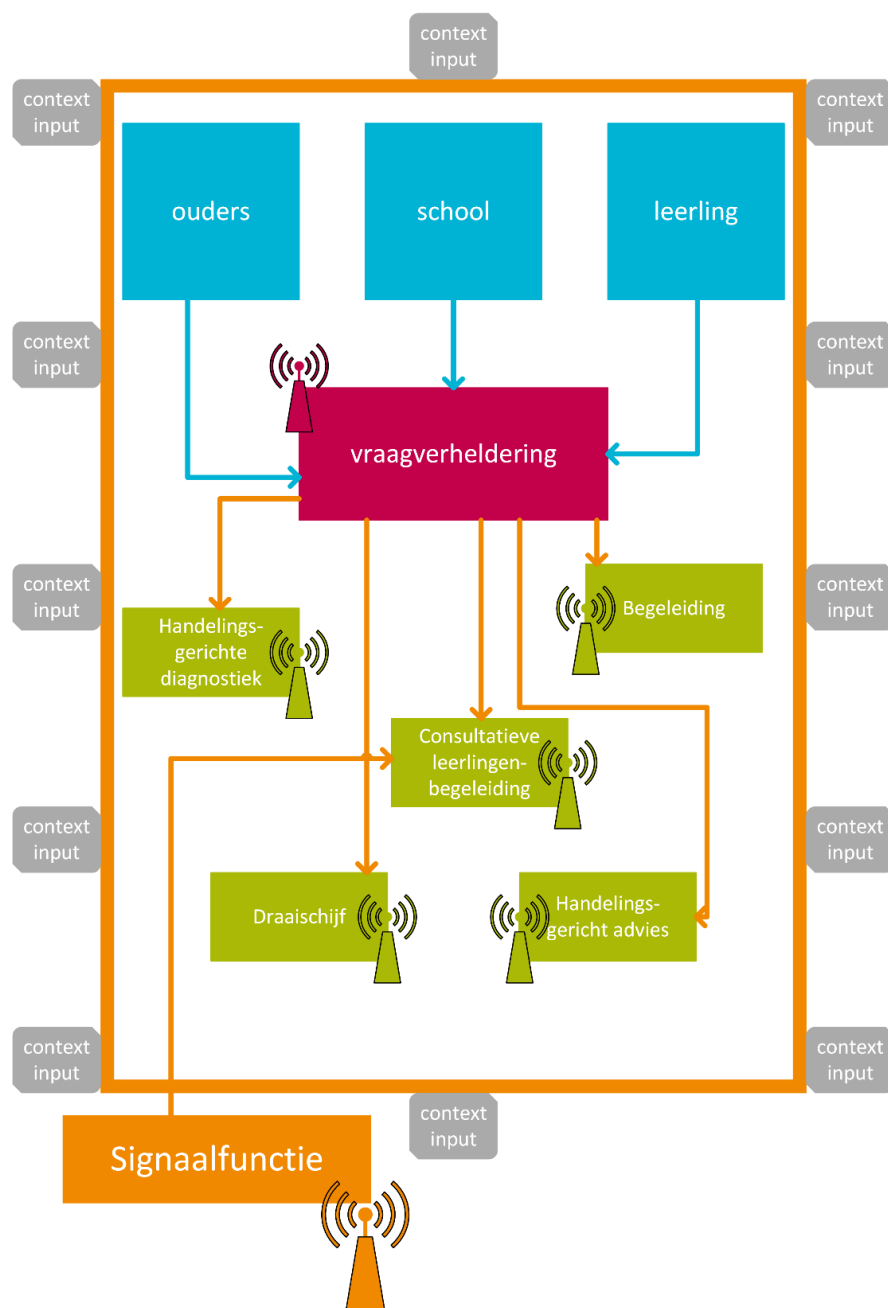 context
input
context
input
context
input
ouders
school
leerling
context
input
context
input
vraagverheldering
context
input
context
input
Begeleiding
Handelings-
gerichte
diagnostiek
Consultatieve
leerlingen-
begeleiding
context
input
context
input
Draaischijf
Handelings-
gericht advies
context
input
context
input
context
input
Signaalfunctie